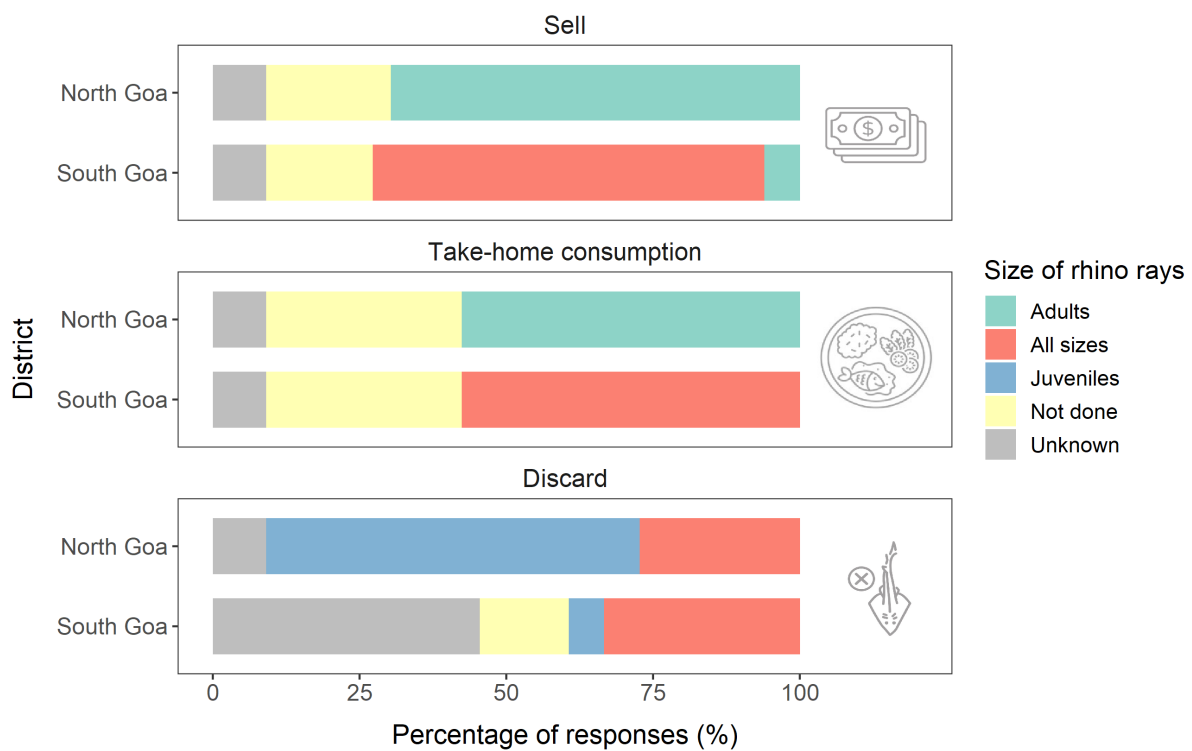 Sell
North Goa
South Goa
$
Take-home consumption
North Goa
South Goa
Discard
North Goa
South Goa
0 25 50 75 100
Percentage of responses (%)
District
Size of rhino rays
Adults
All sizes
Juveniles
Not done
Unknown